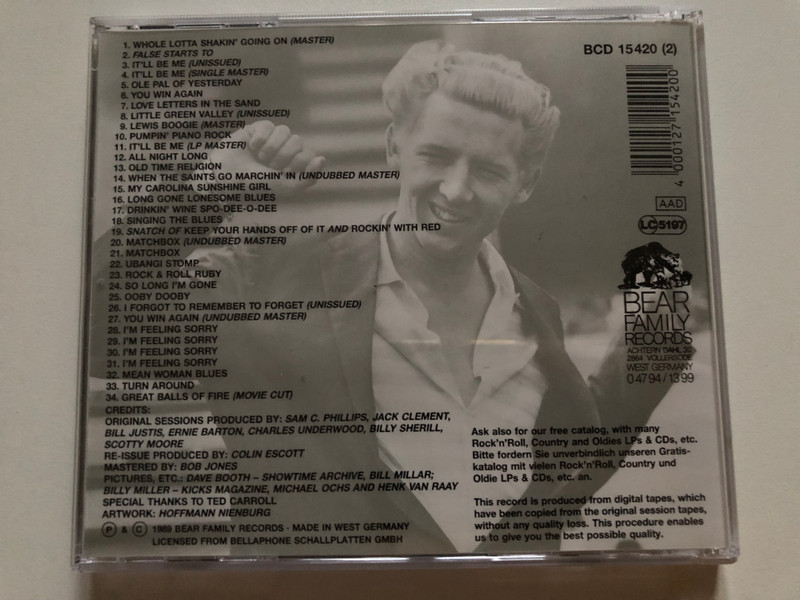 1. WHOLE LOTTA SHAKIN' GOING ON (MASTER)
2. FALSE STARTS TO
3. IT'LL BE ME (UNISSUED)
4. IT'LL BE ME (SINGLE MASTER)
5. OLE PAL OF YESTERDAY
6. YOU WIN AGAIN
7. LOVE LETTERS IN THE SAND
8. LITTLE GREEN VALLEY (UNISSUED)
9. LEWIS BOOGIE (MASTER)
10. PUMPIN' PIANO ROCK
11. IT'LL BE ME (LP MASTER)
12. ALL NIGHT LONG
13. OLD TIME RELIGION
14. WHEN THE SAINTS GO MARCHIN' IN (UNDUBBED MASTER)
15. MY CAROLINA SUNSHINE GIRL
16. LONG GONE LONESOME BLUES
17. DRINKIN' WINE SPO-DEE-O-DEE
18. SINGING THE BLUES
19. SNATCH OF KEEP YOUR HANDS OFF OF IT AND ROCKIN' WITH RED
20. MATCHBOX (UNDUBBED MASTER)
21. MATCHBOX
22. UBANGI STOMP
23. ROCK & ROLL RUBY
24. SO LONG I'M GONE
25. OOBY DOOBY
26. I FORGOT TO REMEMBER TO FORGET (UNISSUED)
27. YOU WIN AGAIN (UNDUBBED MASTER)
28. I'M FEELING SORRY
29. I'M FEELING SORRY
30. I'M FEELING SORRY
31. I'M FEELING SORRY
32. MEAN WOMAN BLUES
33. TURN AROUND
34. GREAT BALLS OF FIRE (MOVIE CUT)
CREDITS:
ORIGINAL SESSIONS PRODUCED BY: SAM C. PHILLIPS, JACK CLEMENT,
BILL JUSTIS, ERNIE BARTON, CHARLES UNDERWOOD, BILLY SHERILL,
SCOTTY MOORE
RE-ISSUE PRODUCED BY: COLIN ESCOTT
MASTERED BY: BOB JONES
PICTURES, ETC.: DAVE BOOTH – SHOWTIME ARCHIVE, BILL MILLAR;
BILLY MILLER – KICKS MAGAZINE, MICHAEL OCHS AND HENK VAN RAAY
SPECIAL THANKS TO TED CARROLL
ARTWORK: HOFFMANN NIENBURG
Ⓟ & Ⓒ 1989 BEAR FAMILY RECORDS - MADE IN WEST GERMANY
LICENSED FROM BELLAPHONE SCHALLPLATTEN GMBH
BCD 15420 (2)
4 000127 154200
AAD
LC 5197
BEAR
FAMILY
RECORDS
ACHTERN DAHL 30
2864 VOLLERSODE
WEST GERMANY
0 47 94 / 13 99
Ask also for our free catalog, with many
Rock'n'Roll, Country and Oldies LPs & CDs, etc.
Bitte fordern Sie unverbindlich unseren Gratis-
katalog mit vielen Rock'n'Roll, Country und
Oldie LPs & CDs, etc. an.
This record is produced from digital tapes, which
have been copied from the original session tapes,
without any quality loss. This procedure enables
us to give you the best possible quality.